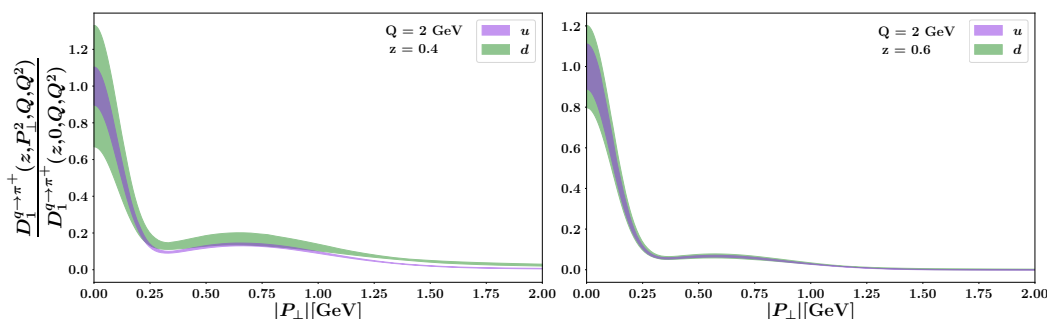 D_1^{q→π^+}(z,P_⊥^2,Q,Q^2)
D_1^{q→π^+}(z,0,Q,Q^2)
1.2
1.0
0.8
0.6
0.4
0.2
0.0
Q = 2 GeV
z = 0.4
u
d
0.00 0.25 0.50 0.75 1.00 1.25 1.50 1.75 2.00
|P_⊥|[GeV]
1.2
1.0
0.8
0.6
0.4
0.2
0.0
Q = 2 GeV
z = 0.6
u
d
0.00 0.25 0.50 0.75 1.00 1.25 1.50 1.75 2.00
|P_⊥|[GeV]